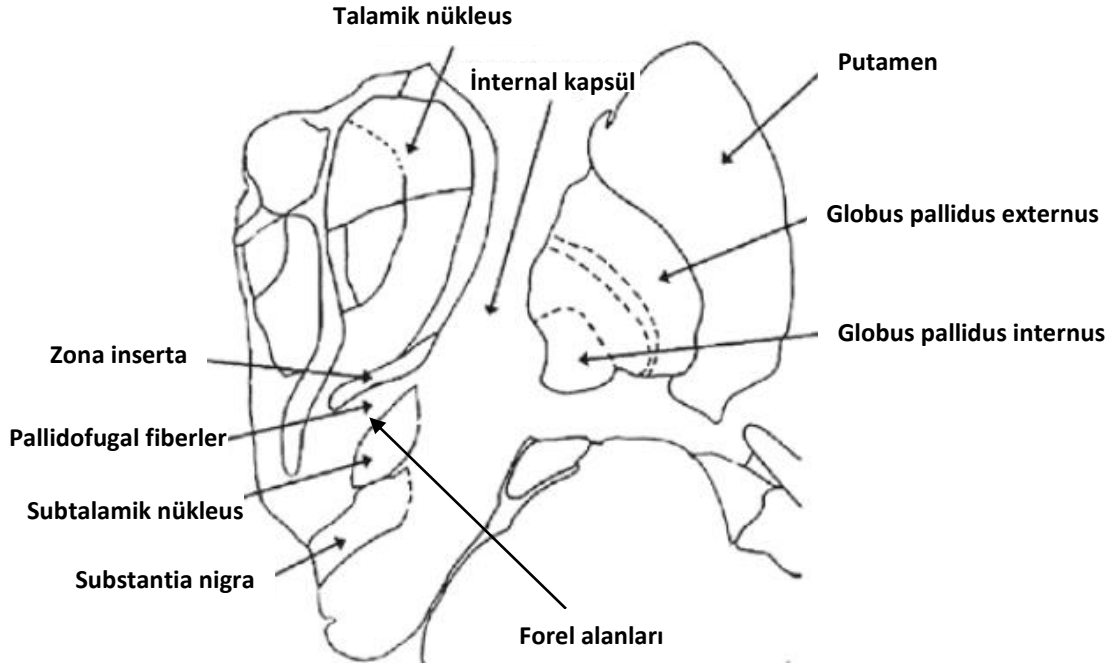 Talamik nükleus
İnternal kapsül
Putamen
Globus pallidus externus
Globus pallidus internus
Zona inserta
Pallidofugal fiberler
Subtalamik nükleus
Substantia nigra
Forel alanları